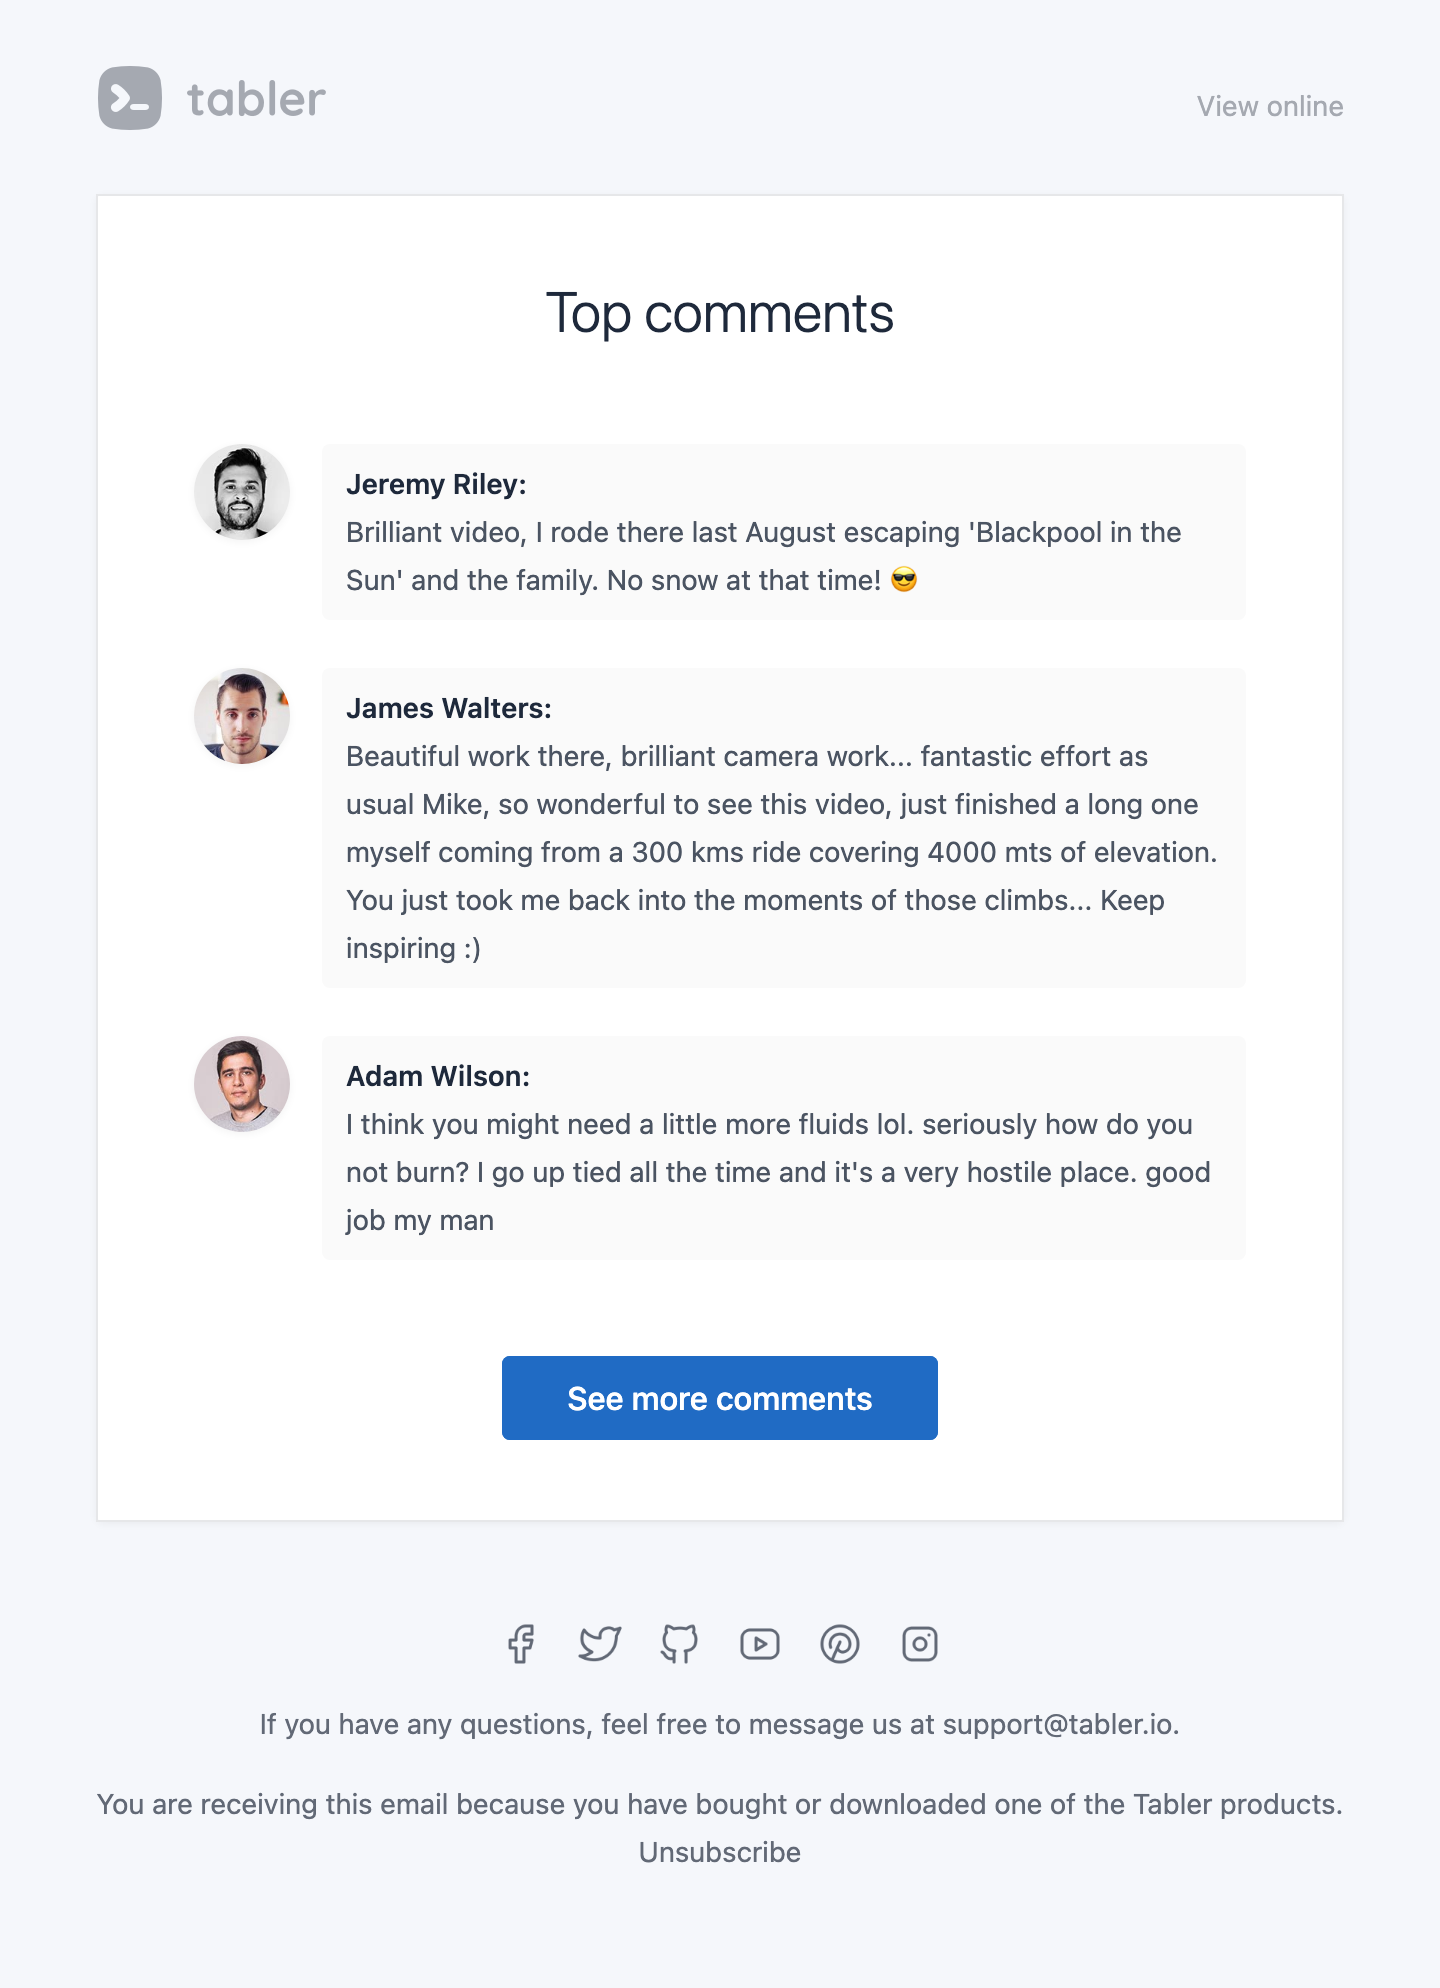 tabler
View online
Top comments
Jeremy Riley:
Brilliant video, I rode there last August escaping 'Blackpool in the
Sun' and the family. No snow at that time! 😎
James Walters:
Beautiful work there, brilliant camera work... fantastic effort as
usual Mike, so wonderful to see this video, just finished a long one
myself coming from a 300 kms ride covering 4000 mts of elevation.
You just took me back into the moments of those climbs... Keep
inspiring :)
Adam Wilson:
I think you might need a little more fluids lol. seriously how do you
not burn? I go up tied all the time and it's a very hostile place. good
job my man
See more comments
If you have any questions, feel free to message us at support@tabler.io.
You are receiving this email because you have bought or downloaded one of the Tabler products.
Unsubscribe